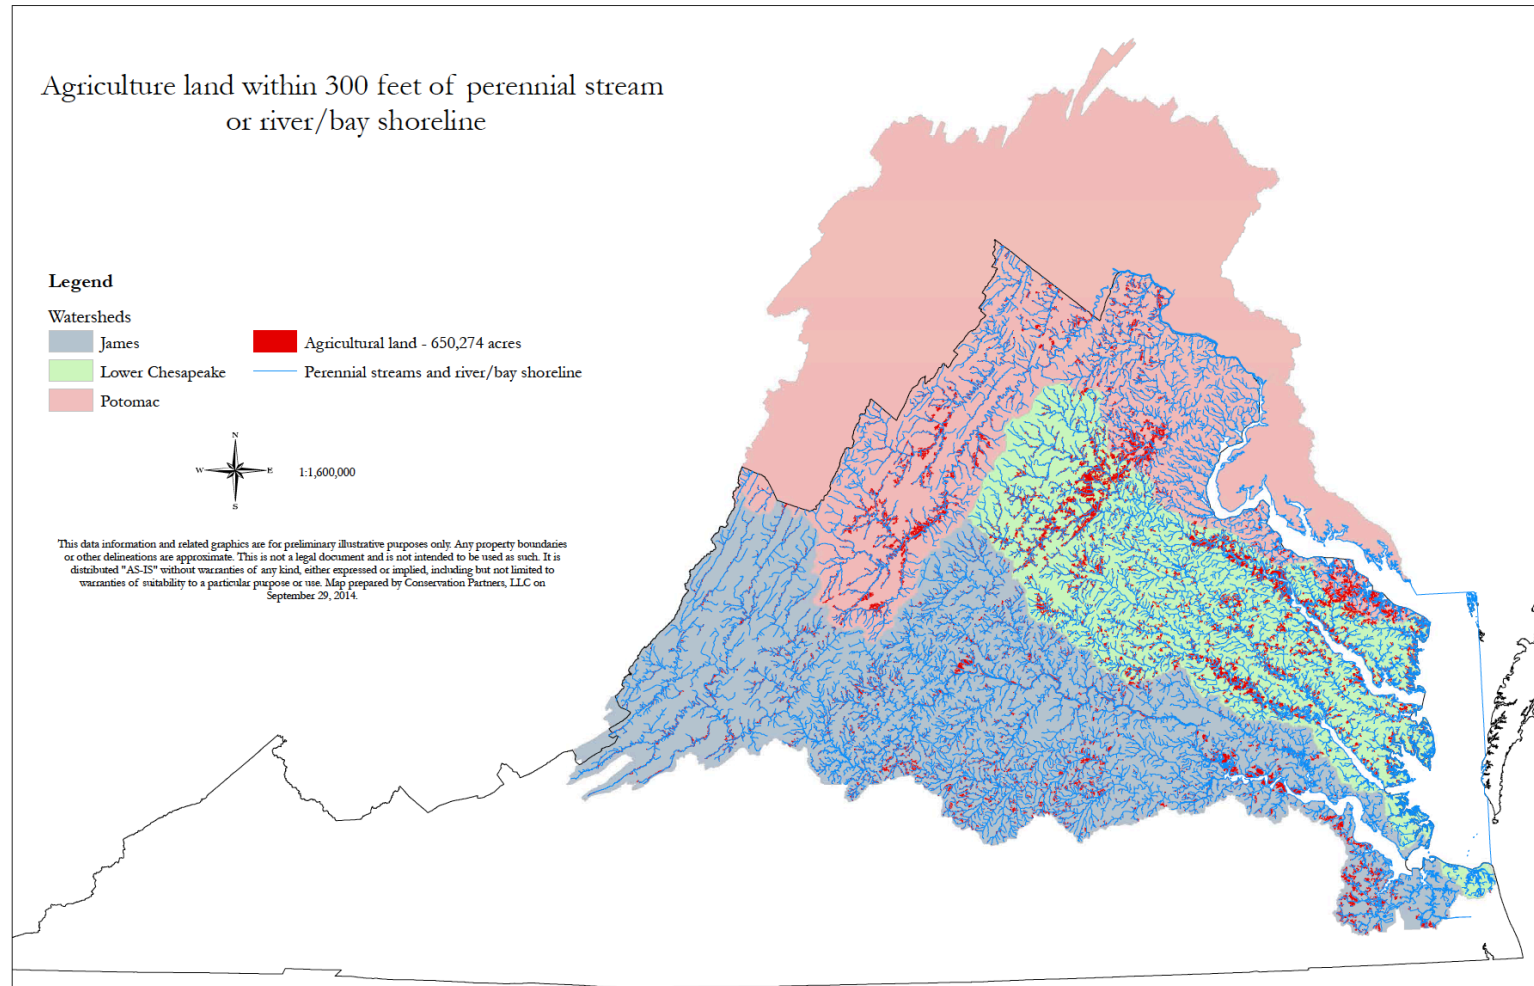 Agriculture land within 300 feet of perennial stream
or river/bay shoreline
Legend
Watersheds
James
Lower Chesapeake
Potomac
Agricultural land - 650,274 acres
Perennial streams and river/bay shoreline
N
W
E
S
1:1,600,000
This data information and related graphics are for preliminary illustrative purposes only. Any property boundaries
or other delineations are approximate. This is not a legal document and is not intended to be used as such. It is
distributed "AS-IS" without warranties of any kind, either expressed or implied, including but not limited to
warranties of suitability to a particular purpose or use. Map prepared by Conservation Partners, LLC on
September 29, 2014.